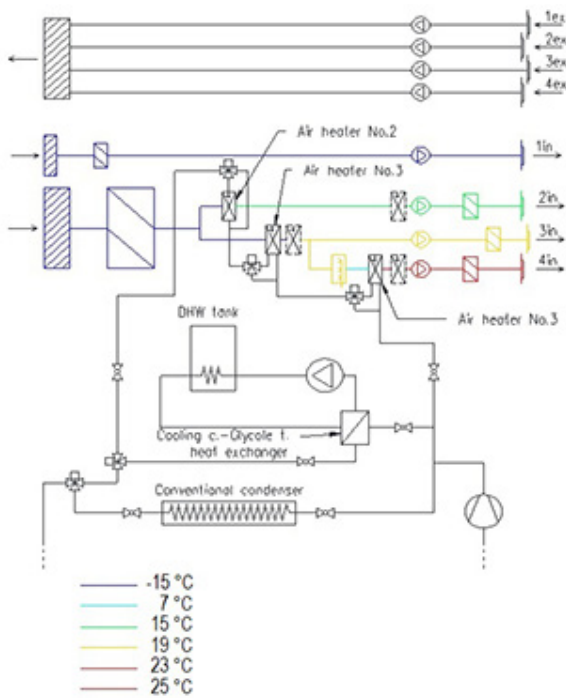 1ex
2ex
3ex
4ex
Air heater No.2
1in
Air heater No.3
2in
3in
4in
Air heater No.3
DHW tank
Cooling c.-Glycole t.
heat exchanger
Conventional condenser
-15 °C
7 °C
15 °C
19 °C
23 °C
25 °C